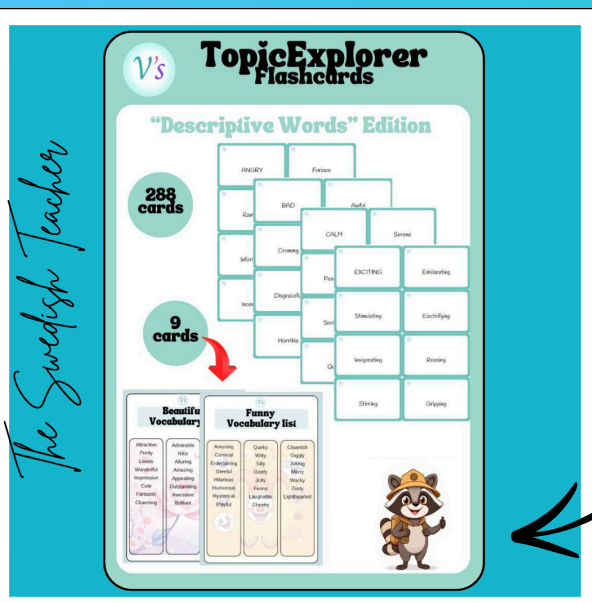 V's
TopicExplorer
Flashcards
"Descriptive Words" Edition
The Swedish Teacher
288
cards
9
cards
ANGRY
Furious
BAD
Awful
Crummy
Horrible
CALM
Serene
EXCITING
Exhilarating
Stimulating
Electrifying
Invigorating
Rousing
Stirring
Gripping
V's
Vocabulary
Attractive
Pretty
Lovely
Wonderful
Impressive
Cute
Fantastic
Charming
Admirable
Nice
Alluring
Amazing
Appealing
Outstanding
Awesome
Brilliant
V's
Funny
Vocabulary list
Amusing
Comical
Entertaining
Gleeful
Hilarious
Humorous
Hysterical
Playful
Quirky
Witty
Silly
Goofy
Jolly
Funny
Laughable
Cheeky
Clownish
Giggly
Joking
Merry
Wacky
Zesty
Lighthearted